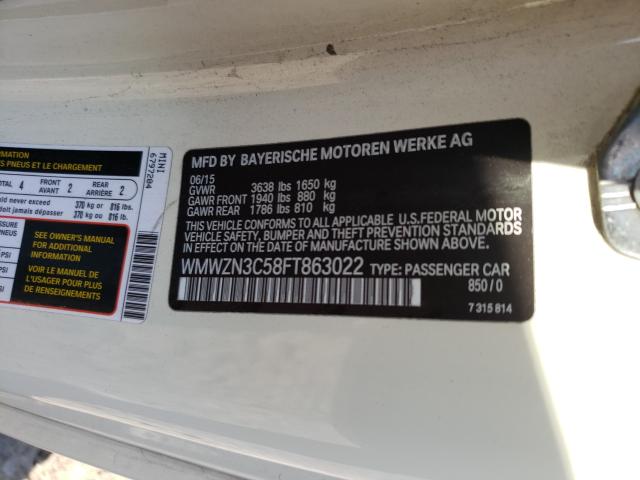 ORMATION
S PNEUS ET LE CHARGEMENT
TOTAL 4 FRONT AVANT 2 REAR ARRIÈRE 2
uld never exceed 370 kg or 816 lbs.
doit jamais dépasser 370 kg ou 816 lb.
SEE OWNER'S MANUAL
FOR ADDITIONAL
INFORMATION
VOIR LE MANUEL DE
L'USAGER POUR PLUS
DE RENSEIGNEMENTS
MINI
6797204
MFD BY BAYERISCHE MOTOREN WERKE AG
06/15
GVWR 3638 lbs 1650 kg
GAWR FRONT 1940 lbs 880 kg
GAWR REAR 1786 lbs 810 kg
THIS VEHICLE CONFORMS TO ALL APPLICABLE U.S.FEDERAL MOTOR
VEHICLE SAFETY, BUMPER AND THEFT PREVENTION STANDARDS
IN EFFECT ON THE DATE OF MANUFACTURE SHOWN ABOVE.
WMWZN3C58FT863022 TYPE: PASSENGER CAR
850/0
7 315 814